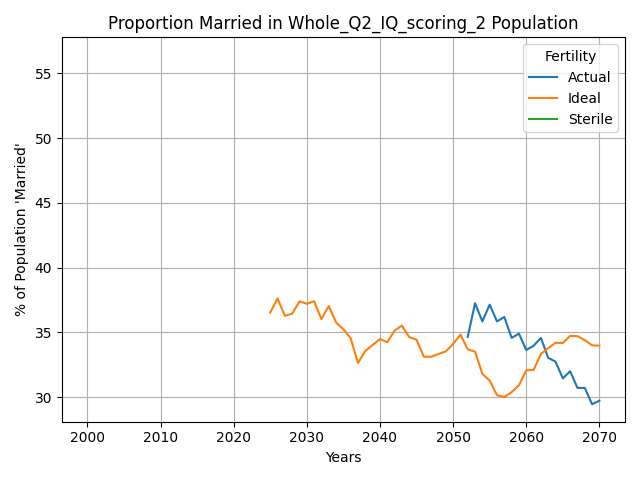 Proportion Married in Whole_Q2_IQ_scoring_2 Population
Fertility
Actual
Ideal
Sterile
% of Population 'Married'
55
50
45
40
35
30
2000
2010
2020
2030
2040
2050
2060
2070
Years